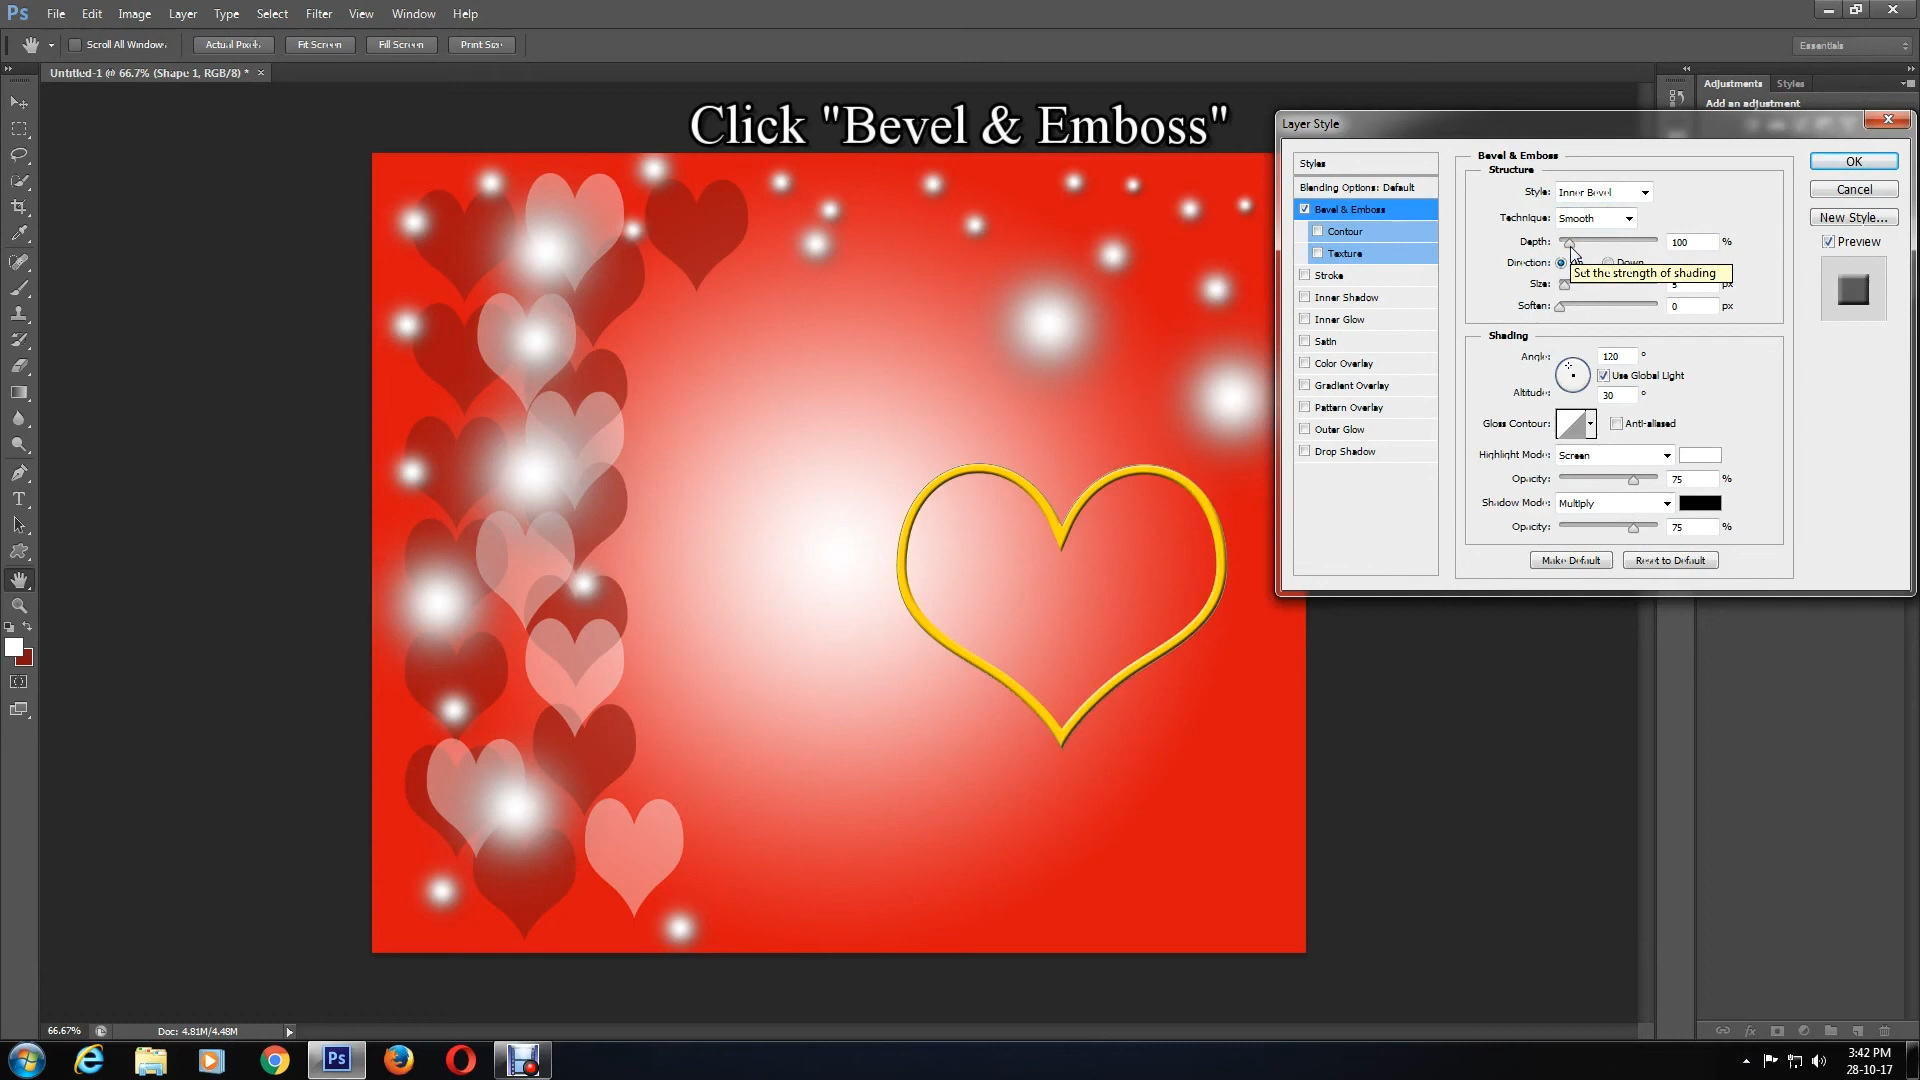 Ps File Edit Image Layer Type Select Filter View Window Help
Scroll All Windows Actual Pixels Fit Screen Fill Screen Print Size Essentials
Untitled-1 @ 66.7% (Shape 1, RGB/8) * ×
Adjustments Styles
Add an adjustment
Click "Bevel & Emboss"
Layer Style
Styles
Blending Options: Default
Bevel & Emboss
Contour
Texture
Stroke
Inner Shadow
Inner Glow
Satin
Color Overlay
Gradient Overlay
Pattern Overlay
Outer Glow
Drop Shadow
Bevel & Emboss
Structure
Style: Inner Bevel
Technique: Smooth
Depth: 100 %
Direction: Down
Set the strength of shading
Size: 5 px
Soften: 0 px
Shading
Angle: 120 °
Use Global Light
Altitude: 30 °
Gloss Contour: Anti-aliased
Highlight Mode: Screen
Opacity: 75 %
Shadow Mode: Multiply
Opacity: 75 %
Make Default Reset to Default
OK
Cancel
New Style...
Preview
66.67% Doc: 4.81M/4.48M
Ps
3:42 PM
28-10-17